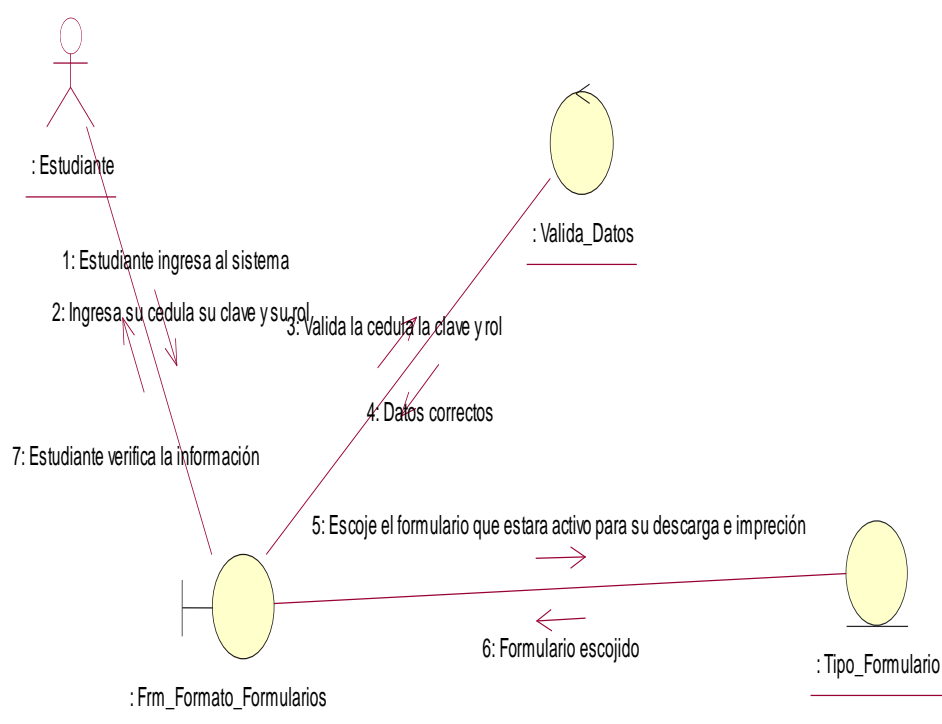 : Estudiante
: Valida_Datos
1: Estudiante ingresa al sistema
2: Ingresa su cedula su clave y su rol
3: Valida la cedula la clave y rol
4: Datos correctos
7: Estudiante verifica la información
5: Escoje el formulario que estara activo para su descarga e impreción
6: Formulario escojido
: Tipo_Formulario
: Frm_Formato_Formularios